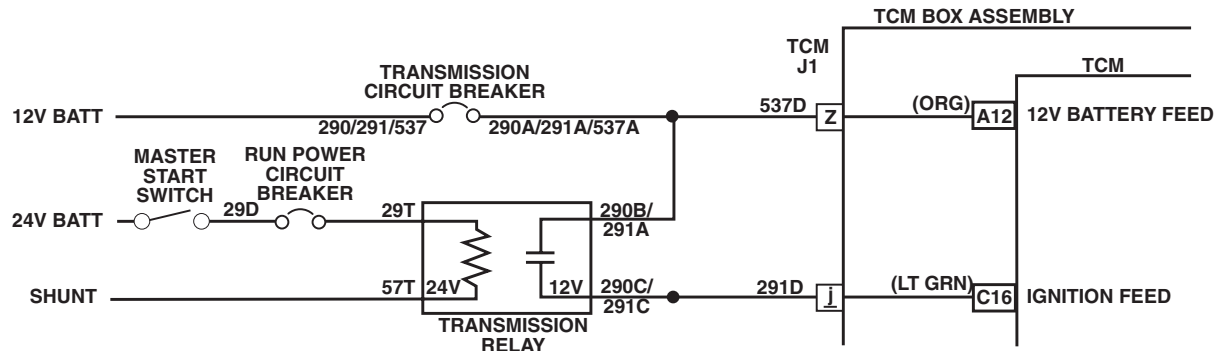 TCM BOX ASSEMBLY
TCM
J1
TCM
TRANSMISSION
CIRCUIT BREAKER
12V BATT
290/291/537
290A/291A/537A
537D
Z
(ORG)
A12
12V BATTERY FEED
MASTER
START
SWITCH
RUN POWER
CIRCUIT
BREAKER
24V BATT
29D
29T
290B/
291A
SHUNT
57T
24V
12V
290C/
291C
291D
j
(LT GRN)
C16
IGNITION FEED
TRANSMISSION
RELAY